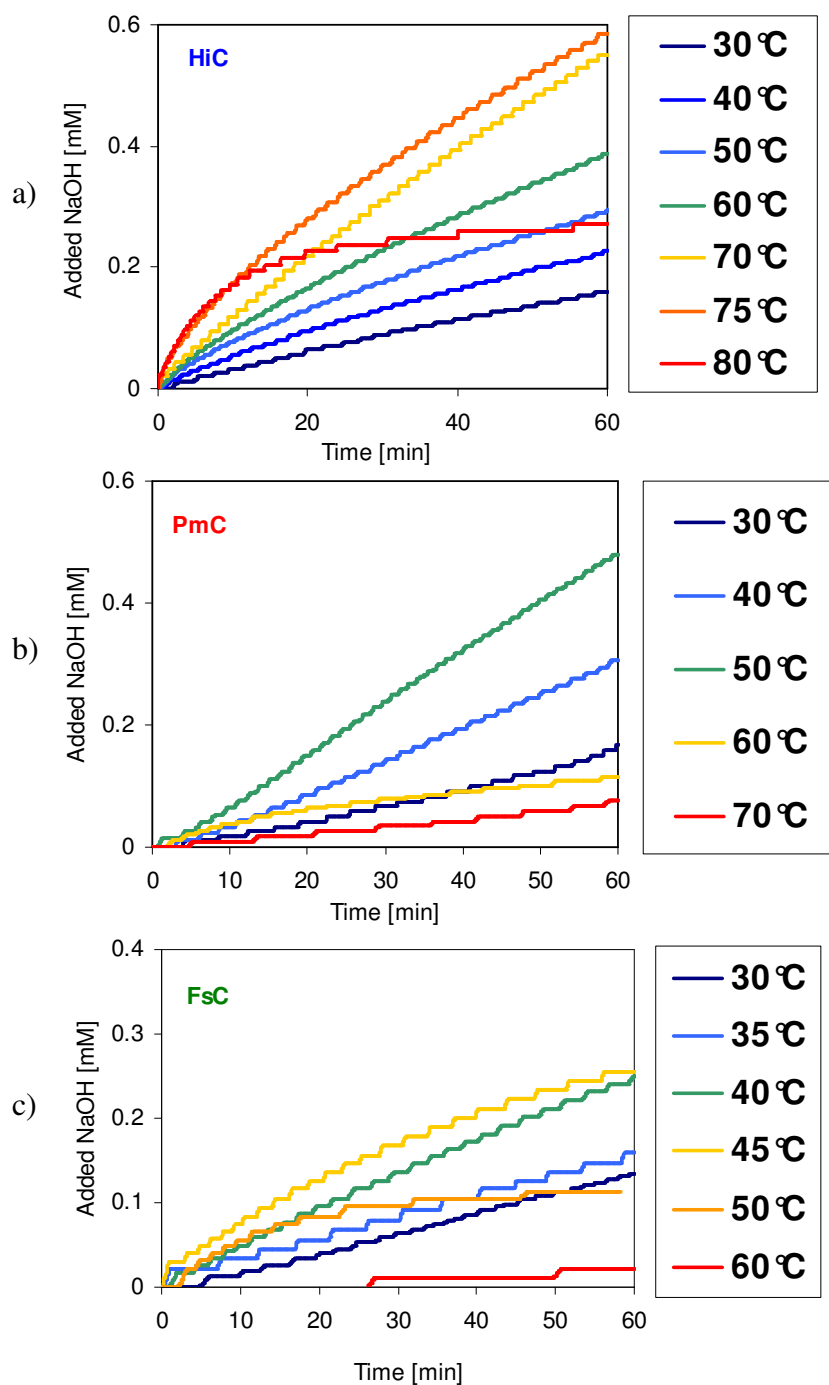 a)
HiC
Added NaOH [mM]
0.6
0.4
0.2
0
0 20 40 60
Time [min]
30°C
40°C
50°C
60°C
70°C
75°C
80°C
b)
PmC
Added NaOH [mM]
0.6
0.4
0.2
0
0 10 20 30 40 50 60
Time [min]
30°C
40°C
50°C
60°C
70°C
c)
FsC
Added NaOH [mM]
0.4
0.3
0.2
0.1
0
0 10 20 30 40 50 60
Time [min]
30°C
35°C
40°C
45°C
50°C
60°C